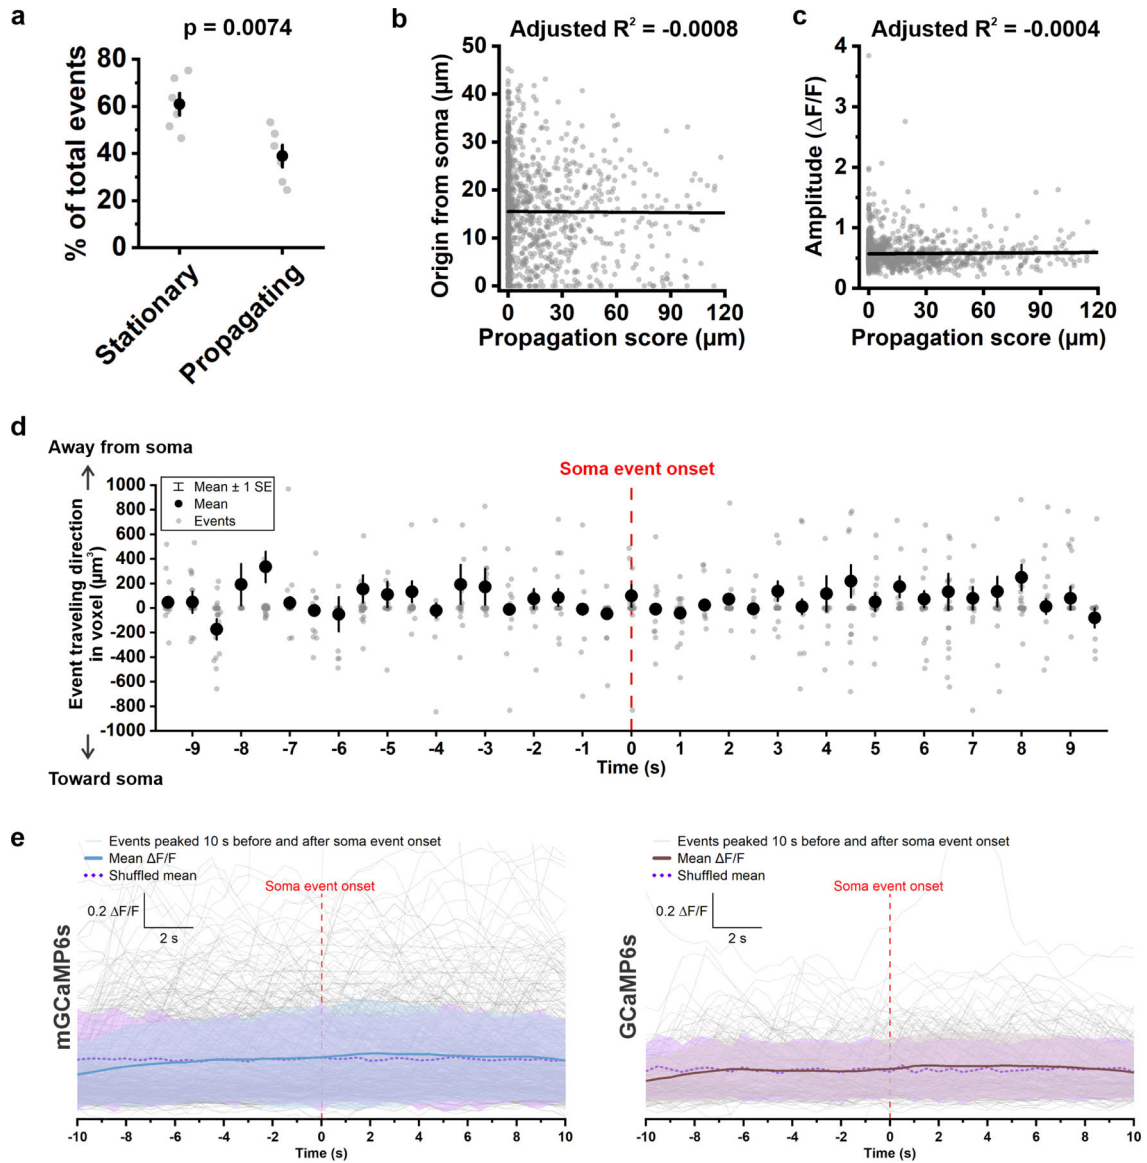 a
p = 0.0074
% of total events
80
60
40
20
0
Stationary
Propagating
b
Adjusted R² = -0.0008
Origin from soma (µm)
50
40
30
20
10
0
0 30 60 90 120
Propagation score (µm)
c
Adjusted R² = -0.0004
Amplitude (ΔF/F)
4
3
2
1
0
0 30 60 90 120
Propagation score (µm)
d
Away from soma
Soma event onset
Event traveling direction
in voxel (µm³)
1000
800
600
400
200
0
-200
-400
-600
-800
-1000
Mean ± 1 SE
Mean
Events
-9 -8 -7 -6 -5 -4 -3 -2 -1 0 1 2 3 4 5 6 7 8 9
Time (s)
Toward soma
e
Events peaked 10 s before and after soma event onset
Mean ΔF/F
Shuffled mean
Soma event onset
0.2 ΔF/F
2 s
mGCaMP6s
-10 -8 -6 -4 -2 0 2 4 6 8 10
Time (s)
Events peaked 10 s before and after soma event onset
Mean ΔF/F
Shuffled mean
Soma event onset
0.2 ΔF/F
2 s
GCaMP6s
-10 -8 -6 -4 -2 0 2 4 6 8 10
Time (s)